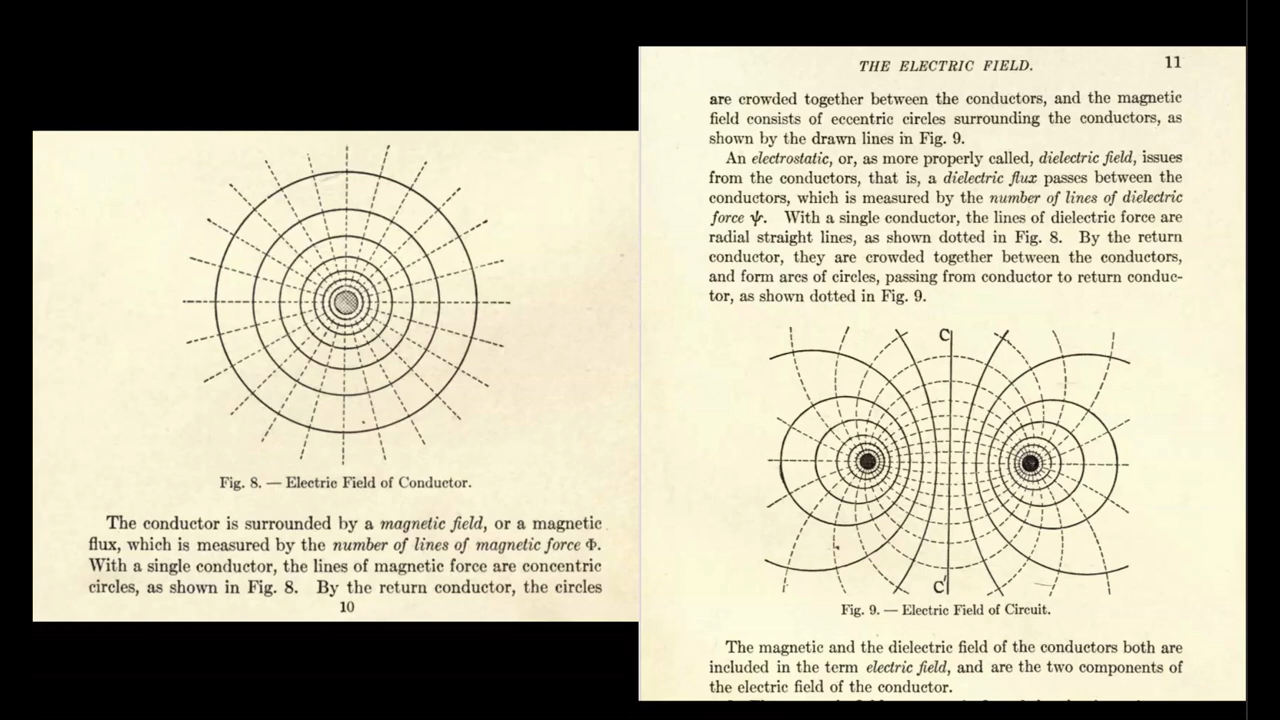 Fig. 8. — Electric Field of Conductor.
The conductor is surrounded by a magnetic field, or a magnetic
flux, which is measured by the number of lines of magnetic force Φ.
With a single conductor, the lines of magnetic force are concentric
circles, as shown in Fig. 8. By the return conductor, the circles
10
THE ELECTRIC FIELD. 11
are crowded together between the conductors, and the magnetic
field consists of eccentric circles surrounding the conductors, as
shown by the drawn lines in Fig. 9.
An electrostatic, or, as more properly called, dielectric field, issues
from the conductors, that is, a dielectric flux passes between the
conductors, which is measured by the number of lines of dielectric
force ψ. With a single conductor, the lines of dielectric force are
radial straight lines, as shown dotted in Fig. 8. By the return
conductor, they are crowded together between the conductors,
and form arcs of circles, passing from conductor to return conduc-
tor, as shown dotted in Fig. 9.
C
C'
Fig. 9. — Electric Field of Circuit.
The magnetic and the dielectric field of the conductors both are
included in the term electric field, and are the two components of
the electric field of the conductor.